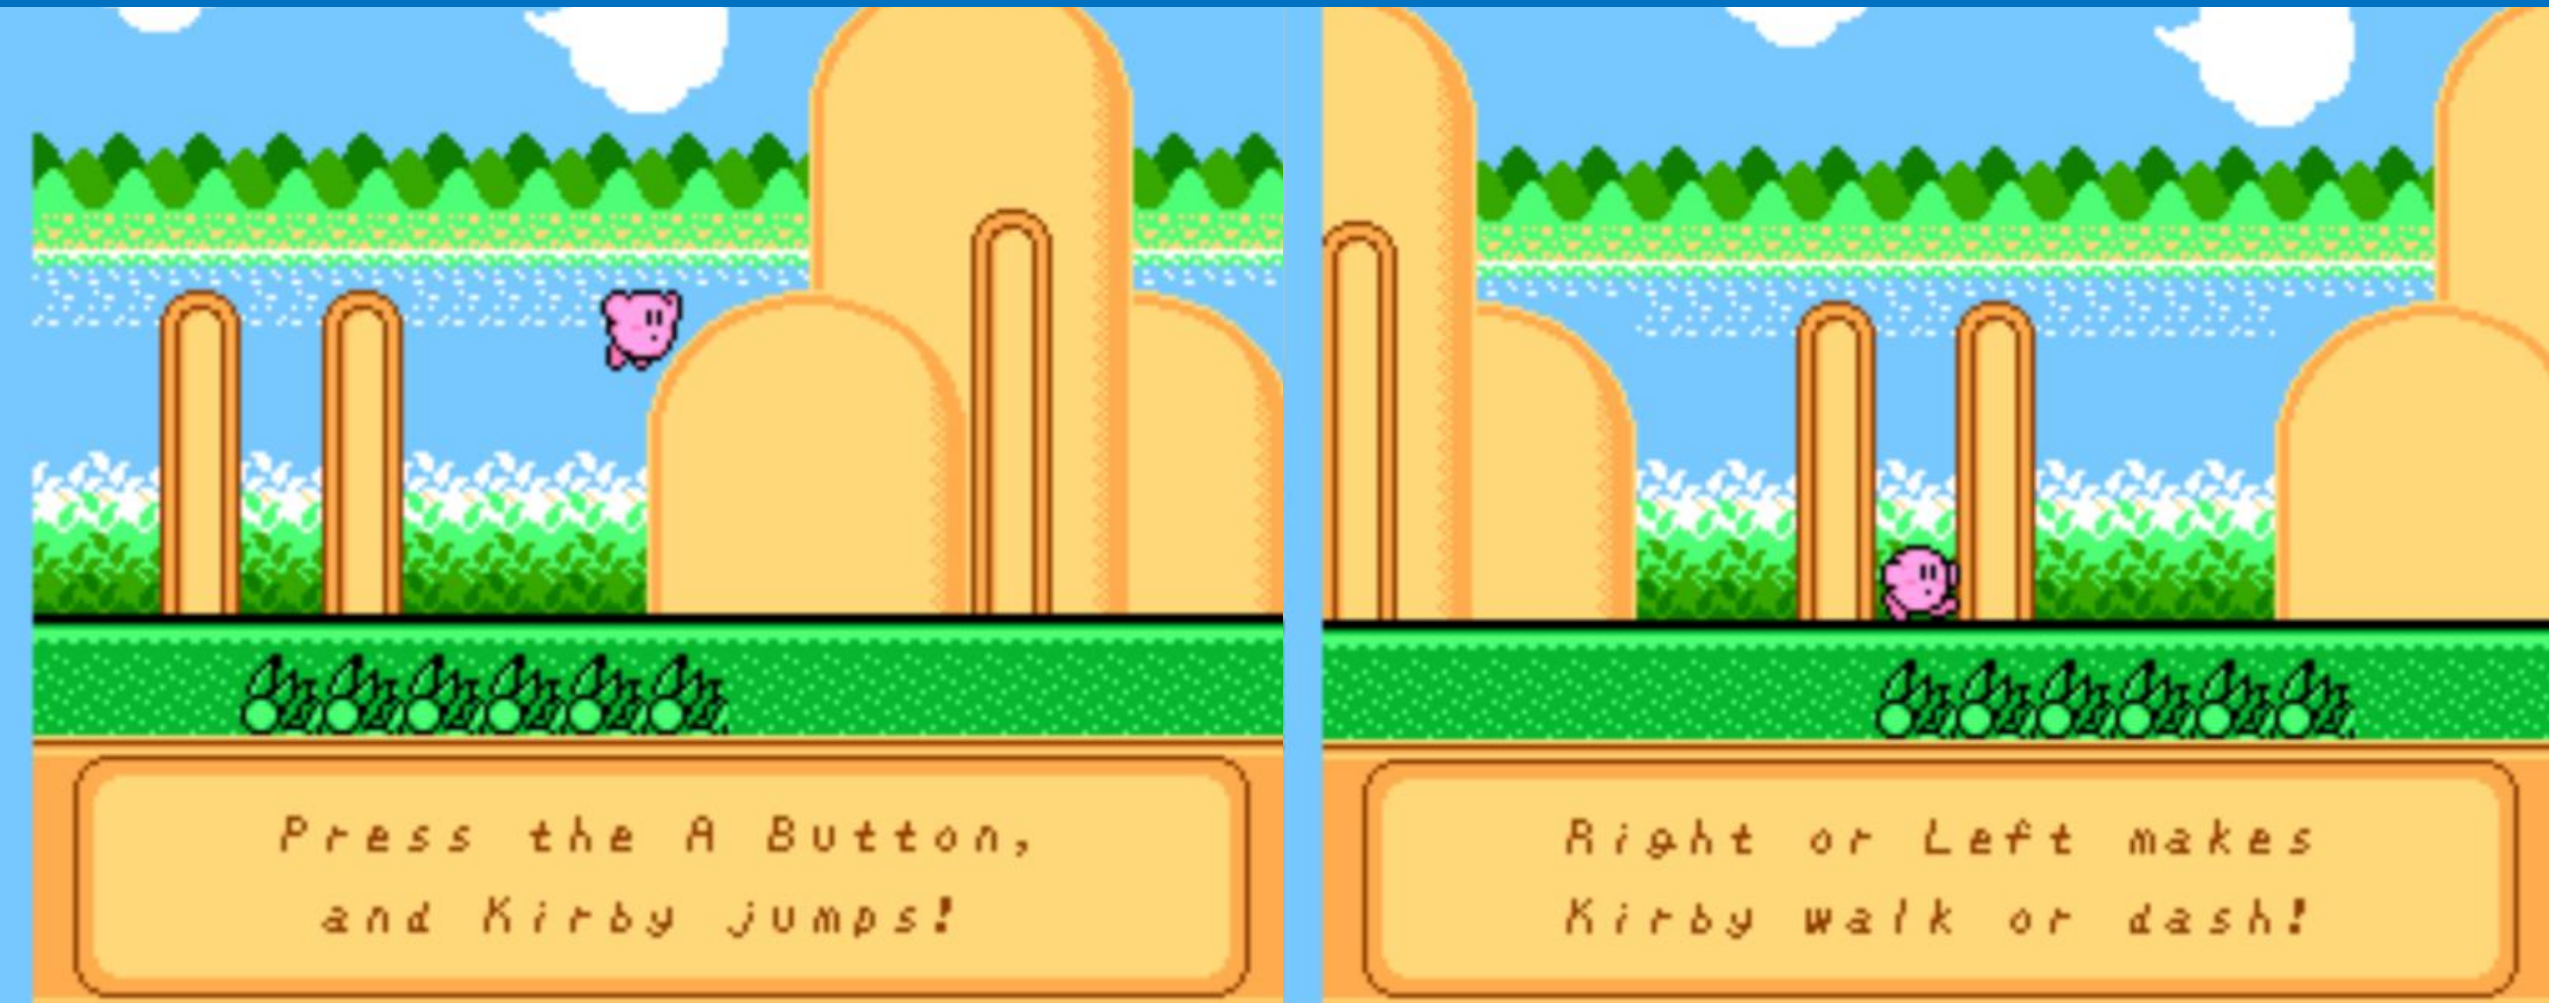 Press the A Button,
and Kirby jumps!
Right or Left makes
Kirby walk or dash!